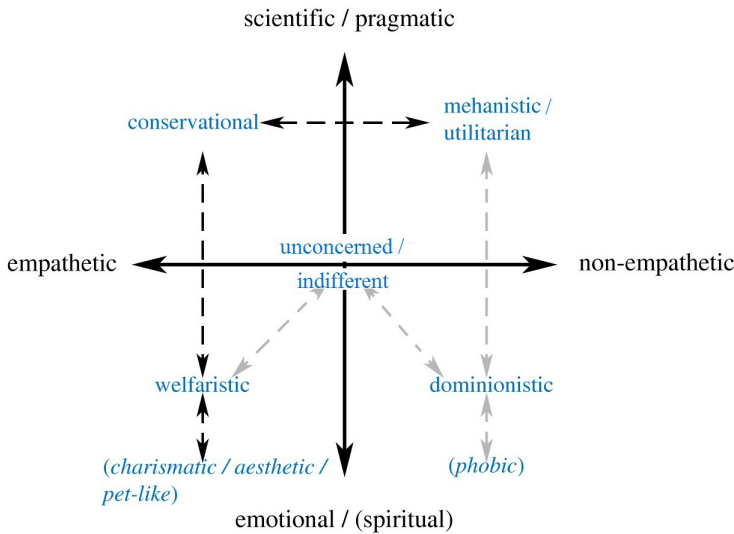 scientific / pragmatic
conservational
mehanistic /
utilitarian
unconcerned /
empathetic
non-empathetic
indifferent
welfaristic
dominionistic
(charismatic / aesthetic /
pet-like)
(phobic)
emotional / (spiritual)